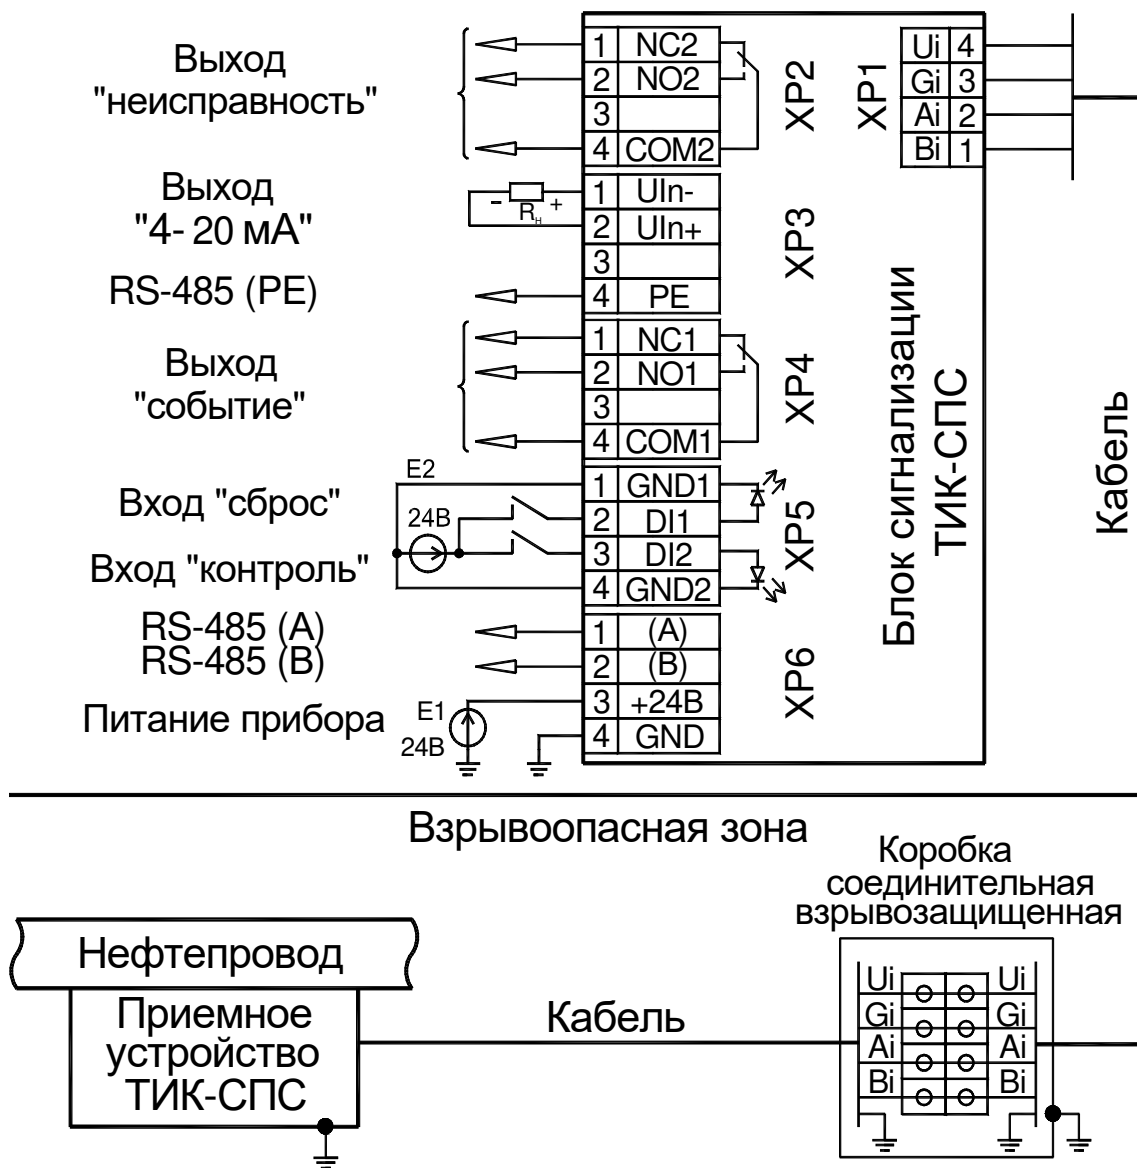 Выход
"неисправность"
1 NC2
2 NO2
3
4 COM2
XP2
XP1
Ui 4
Gi 3
Ai 2
Bi 1
Выход
"4- 20 мА"
- Rн +
1 UIn-
2 UIn+
3
4 PE
XP3
RS-485 (PE)
Выход
"событие"
1 NC1
2 NO1
3
4 COM1
XP4
Блок сигнализации
ТИК-СПС
Кабель
Вход "сброс"
Вход "контроль"
E2
24В
1 GND1
2 DI1
3 DI2
4 GND2
XP5
RS-485 (A)
RS-485 (B)
Питание прибора
E1
24В
1 (A)
2 (B)
3 +24В
4 GND
XP6
Взрывоопасная зона
Коробка
соединительная
взрывозащищенная
Нефтепровод
Приемное
устройство
ТИК-СПС
Кабель
Ui Ui
Gi Gi
Ai Ai
Bi Bi